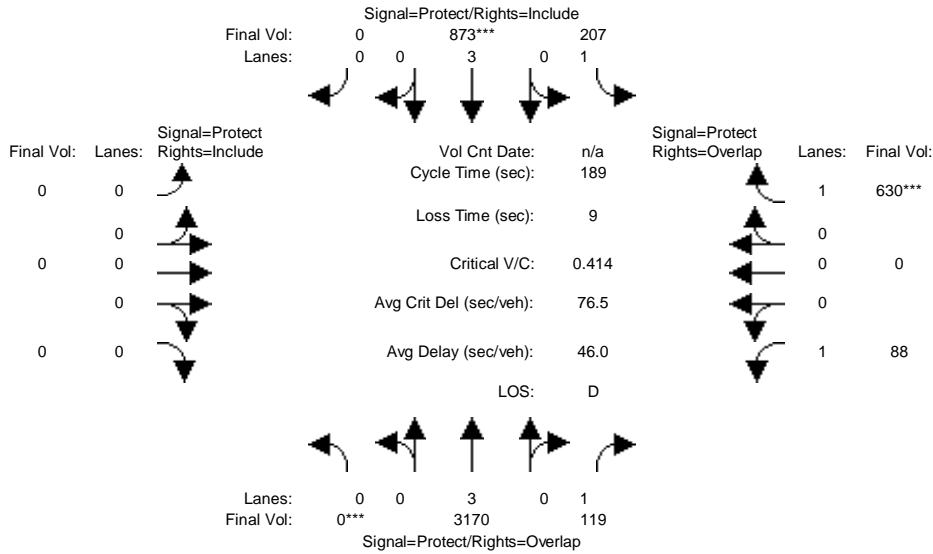 Signal=Protect/Rights=Include
Final Vol: 0 873*** 207
Lanes: 0 0 3 0 1
Signal=Protect
Final Vol: Lanes: Rights=Include
Vol Cnt Date: n/a
Signal=Protect
Rights=Overlap Lanes: Final Vol:
Cycle Time (sec): 189
0 0
1 630***
Loss Time (sec): 9
0
0
0 0
Critical V/C: 0.414
0 0
0
Avg Crit Del (sec/veh): 76.5
0
0 0
Avg Delay (sec/veh): 46.0
1 88
LOS: D
Lanes: 0 0 3 0 1
Final Vol: 0*** 3170 119
Signal=Protect/Rights=Overlap